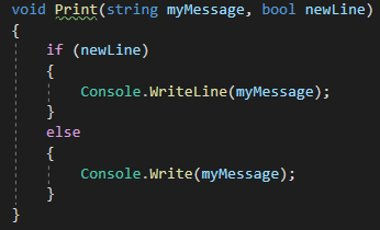 void Print(string myMessage, bool newLine)
{
    if (newLine)
    {
        Console.WriteLine(myMessage);
    }
    else
    {
        Console.Write(myMessage);
    }
}